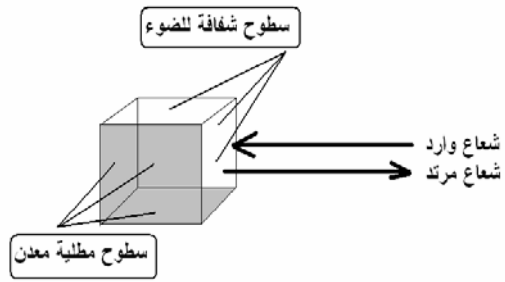 سطوح شفافة للضوء
شعاع وارد
شعاع مرتد
سطوح مطلية معدن